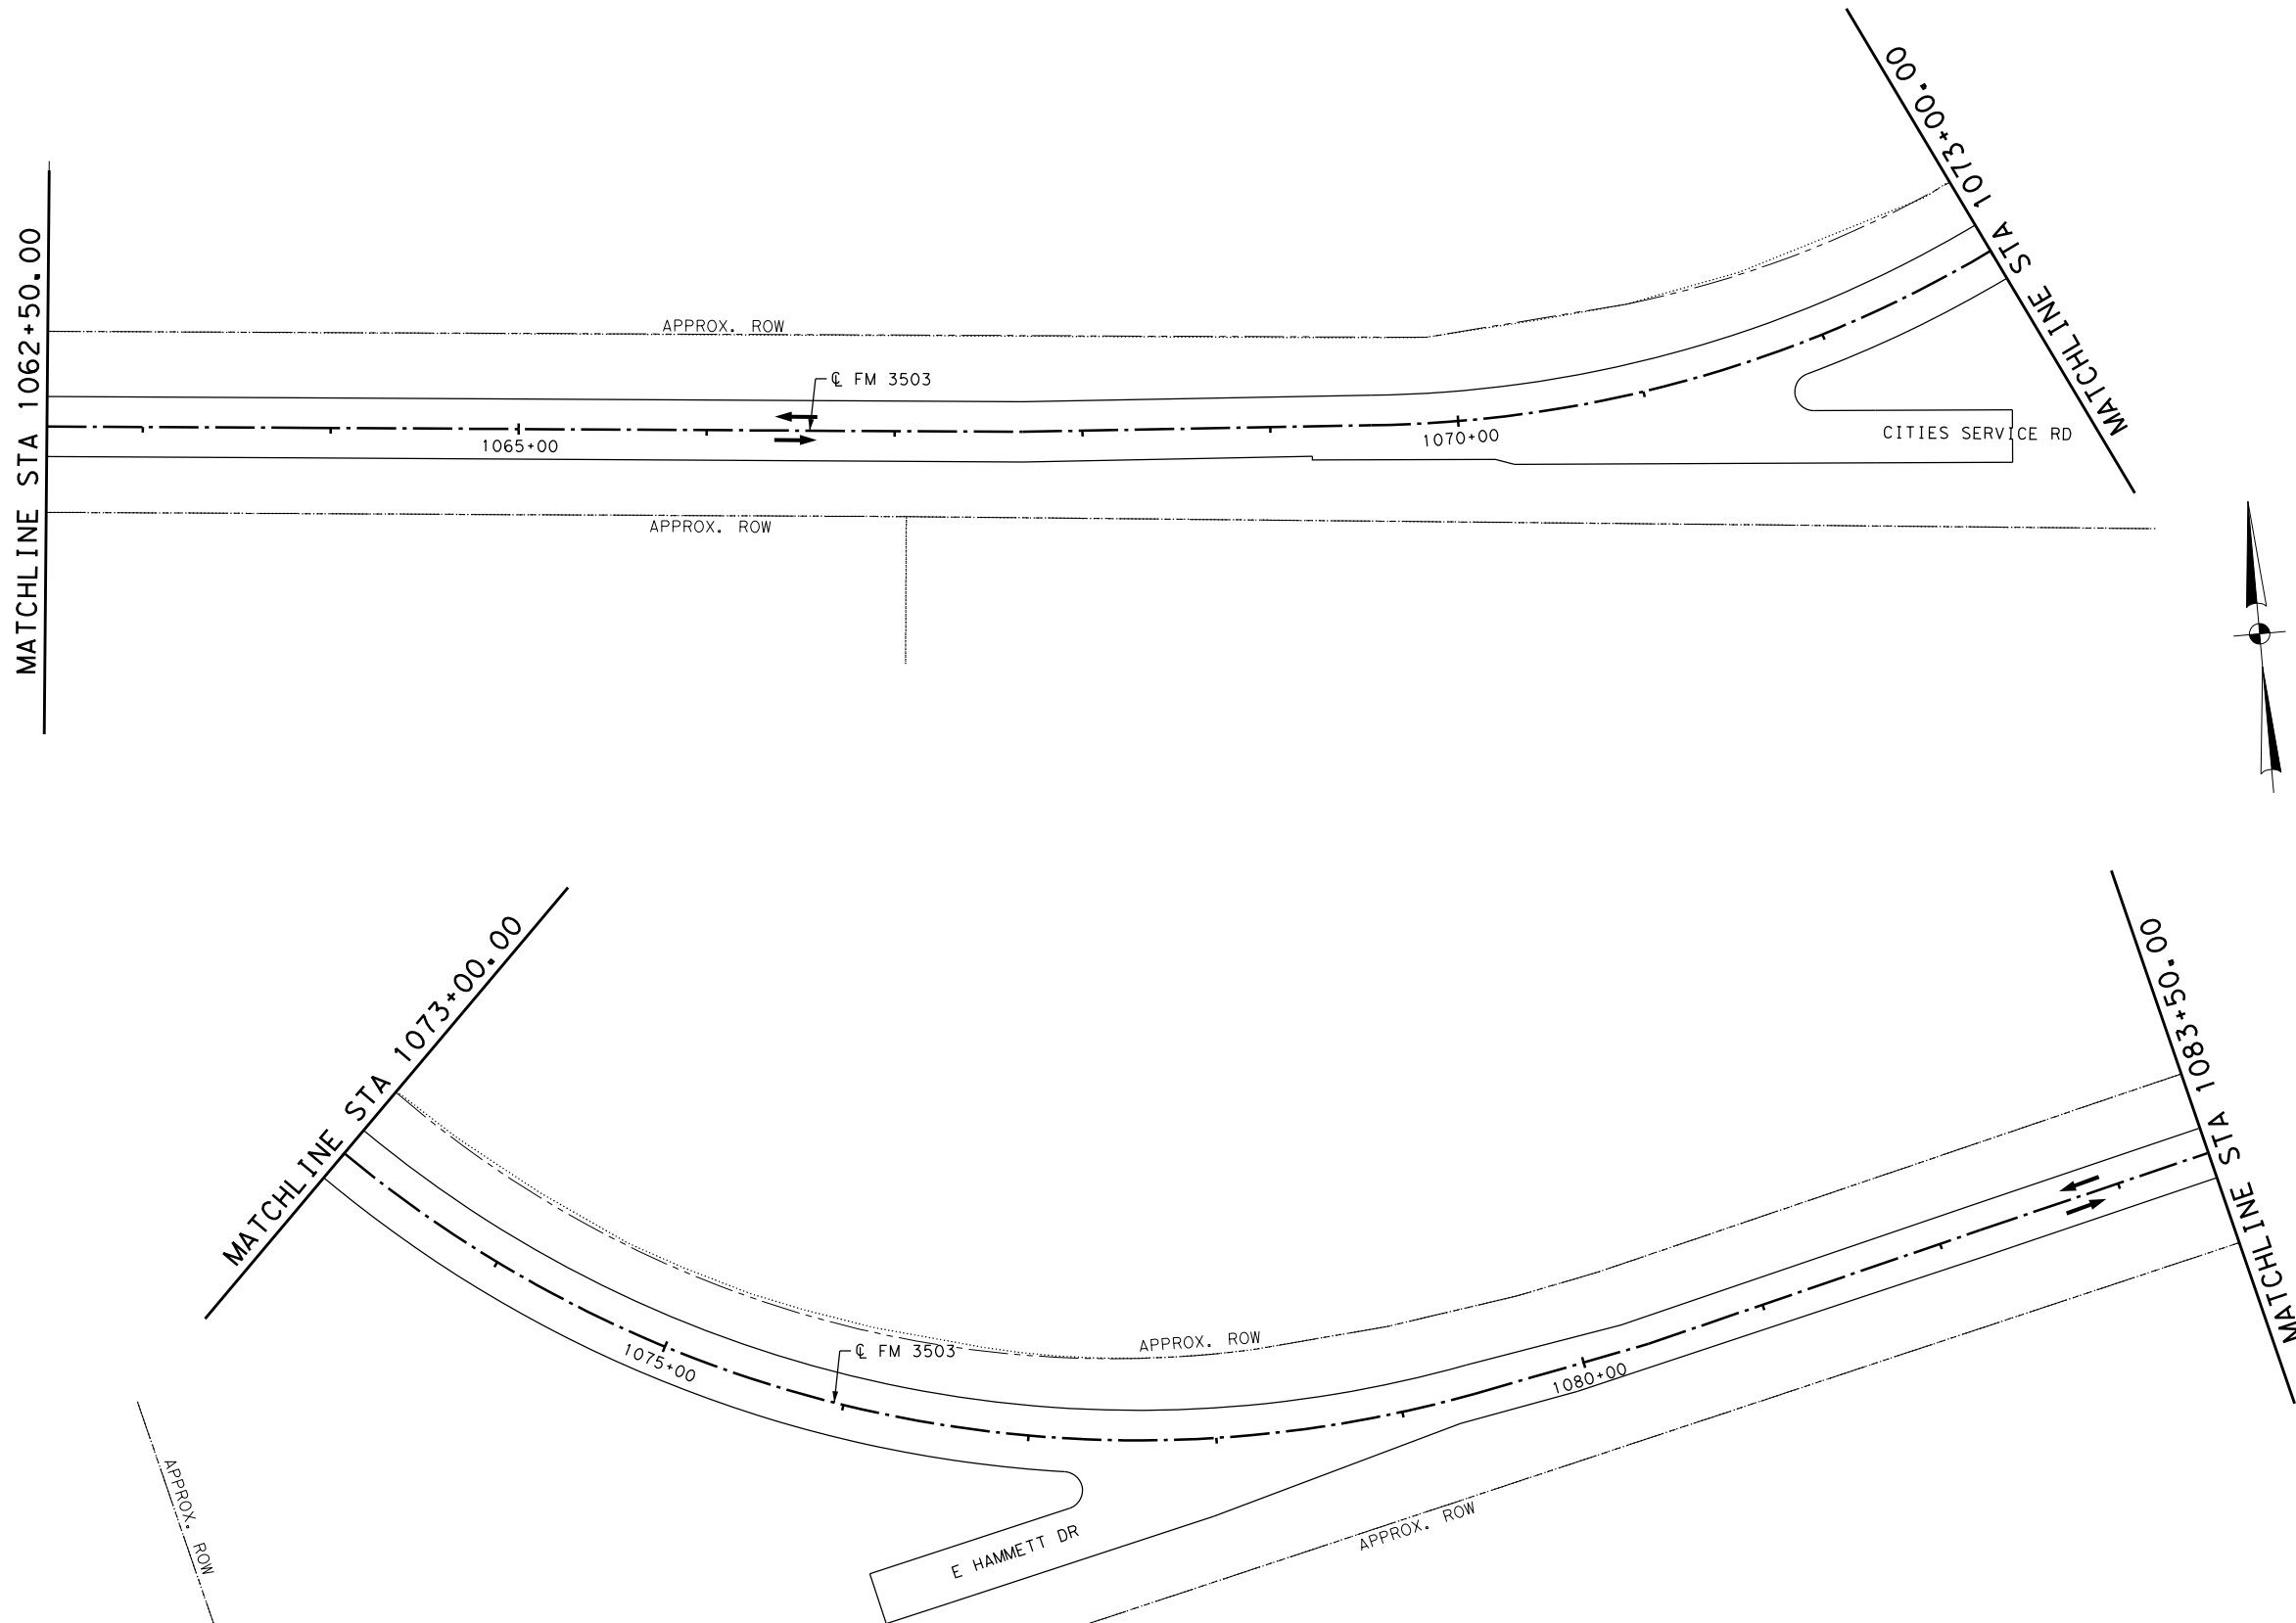 MATCHLINE STA 1062+50.00
APPROX. ROW
℄ FM 3503
1065+00
1070+00
APPROX. ROW
CITIES SERVICE RD
MATCHLINE STA 1073+00.00
MATCHLINE STA 1073+00.00
1075+00
℄ FM 3503
APPROX. ROW
1080+00
MATCHLINE STA 1083+50.00
APPROX. ROW
E HAMMETT DR
APPROX. ROW